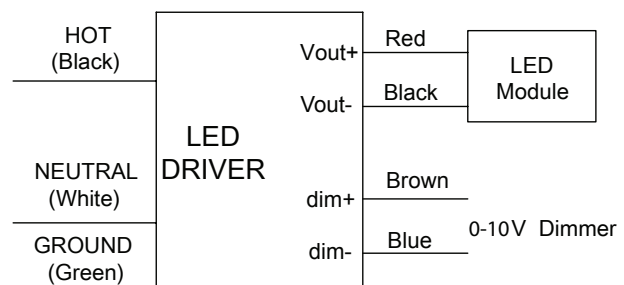 HOT
(Black)
NEUTRAL
(White)
GROUND
(Green)
LED
DRIVER
Vout+
Vout-
dim+
dim-
Red
Black
Brown
Blue
LED
Module
0-10V Dimmer